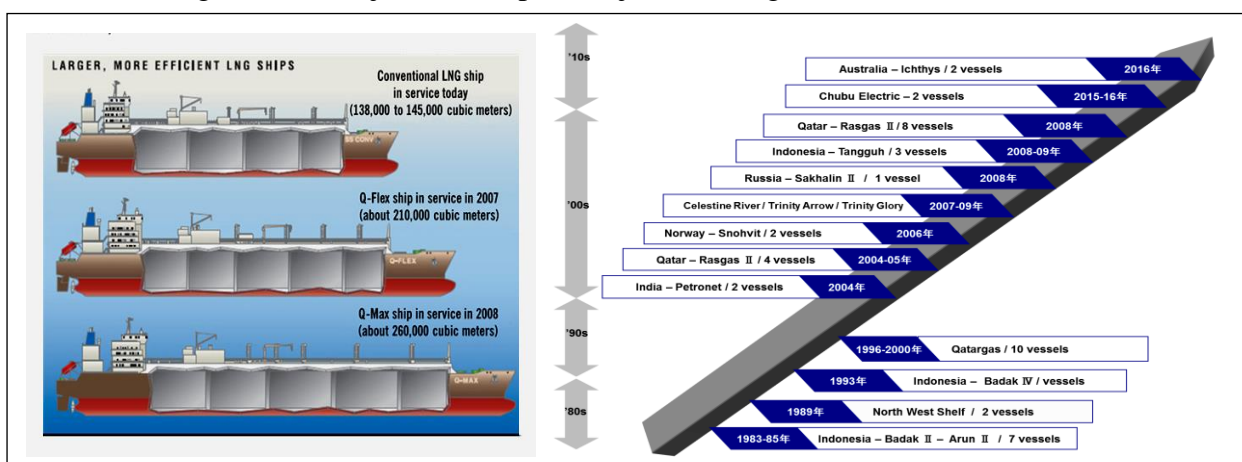 LARGER, MORE EFFICIENT LNG SHIPS
Conventional LNG ship
in service today
(138,000 to 145,000 cubic meters)
Q-Flex ship in service in 2007
(about 210,000 cubic meters)
Q-FLEX
Q-Max ship in service in 2008
(about 260,000 cubic meters)
Q-MAX
'10s
'00s
'90s
'80s
Australia – Ichthys / 2 vessels 2016年
Chubu Electric – 2 vessels 2015-16年
Qatar – Rasgas Ⅱ / 8 vessels 2008年
Indonesia – Tangguh / 3 vessels 2008-09年
Russia – Sakhalin Ⅱ / 1 vessel 2008年
Celestine River / Trinity Arrow / Trinity Glory 2007-09年
Norway – Snohvit / 2 vessels 2006年
Qatar – Rasgas Ⅱ / 4 vessels 2004-05年
India – Petronet / 2 vessels 2004年
1996-2000年 Qatargas / 10 vessels
1993年 Indonesia – Badak Ⅳ / vessels
1989年 North West Shelf / 2 vessels
1983-85年 Indonesia – Badak Ⅱ – Arun Ⅱ / 7 vessels